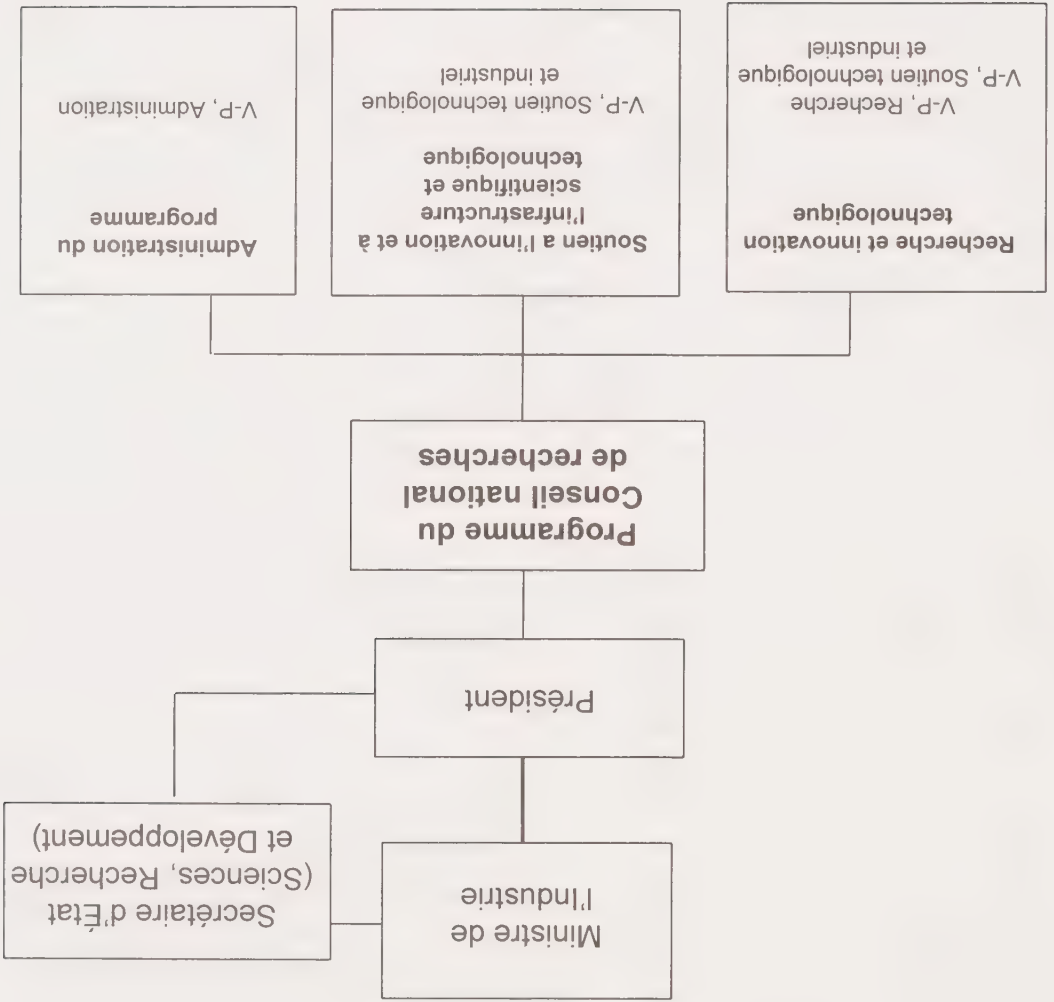 Ministre de
l'Industrie
Secrétaire d'État
(Sciences, Recherche
et Développement)
Président
Programme du
Conseil national
de recherches
Recherche et innovation
technologique
V-P, Recherche
V-P, Soutien technologique
et industriel
Soutien a l'innovation et à
l'infrastructure
scientifique et
technologique
V-P, Soutien technologique
et industriel
Administration du
programme
V-P, Administration